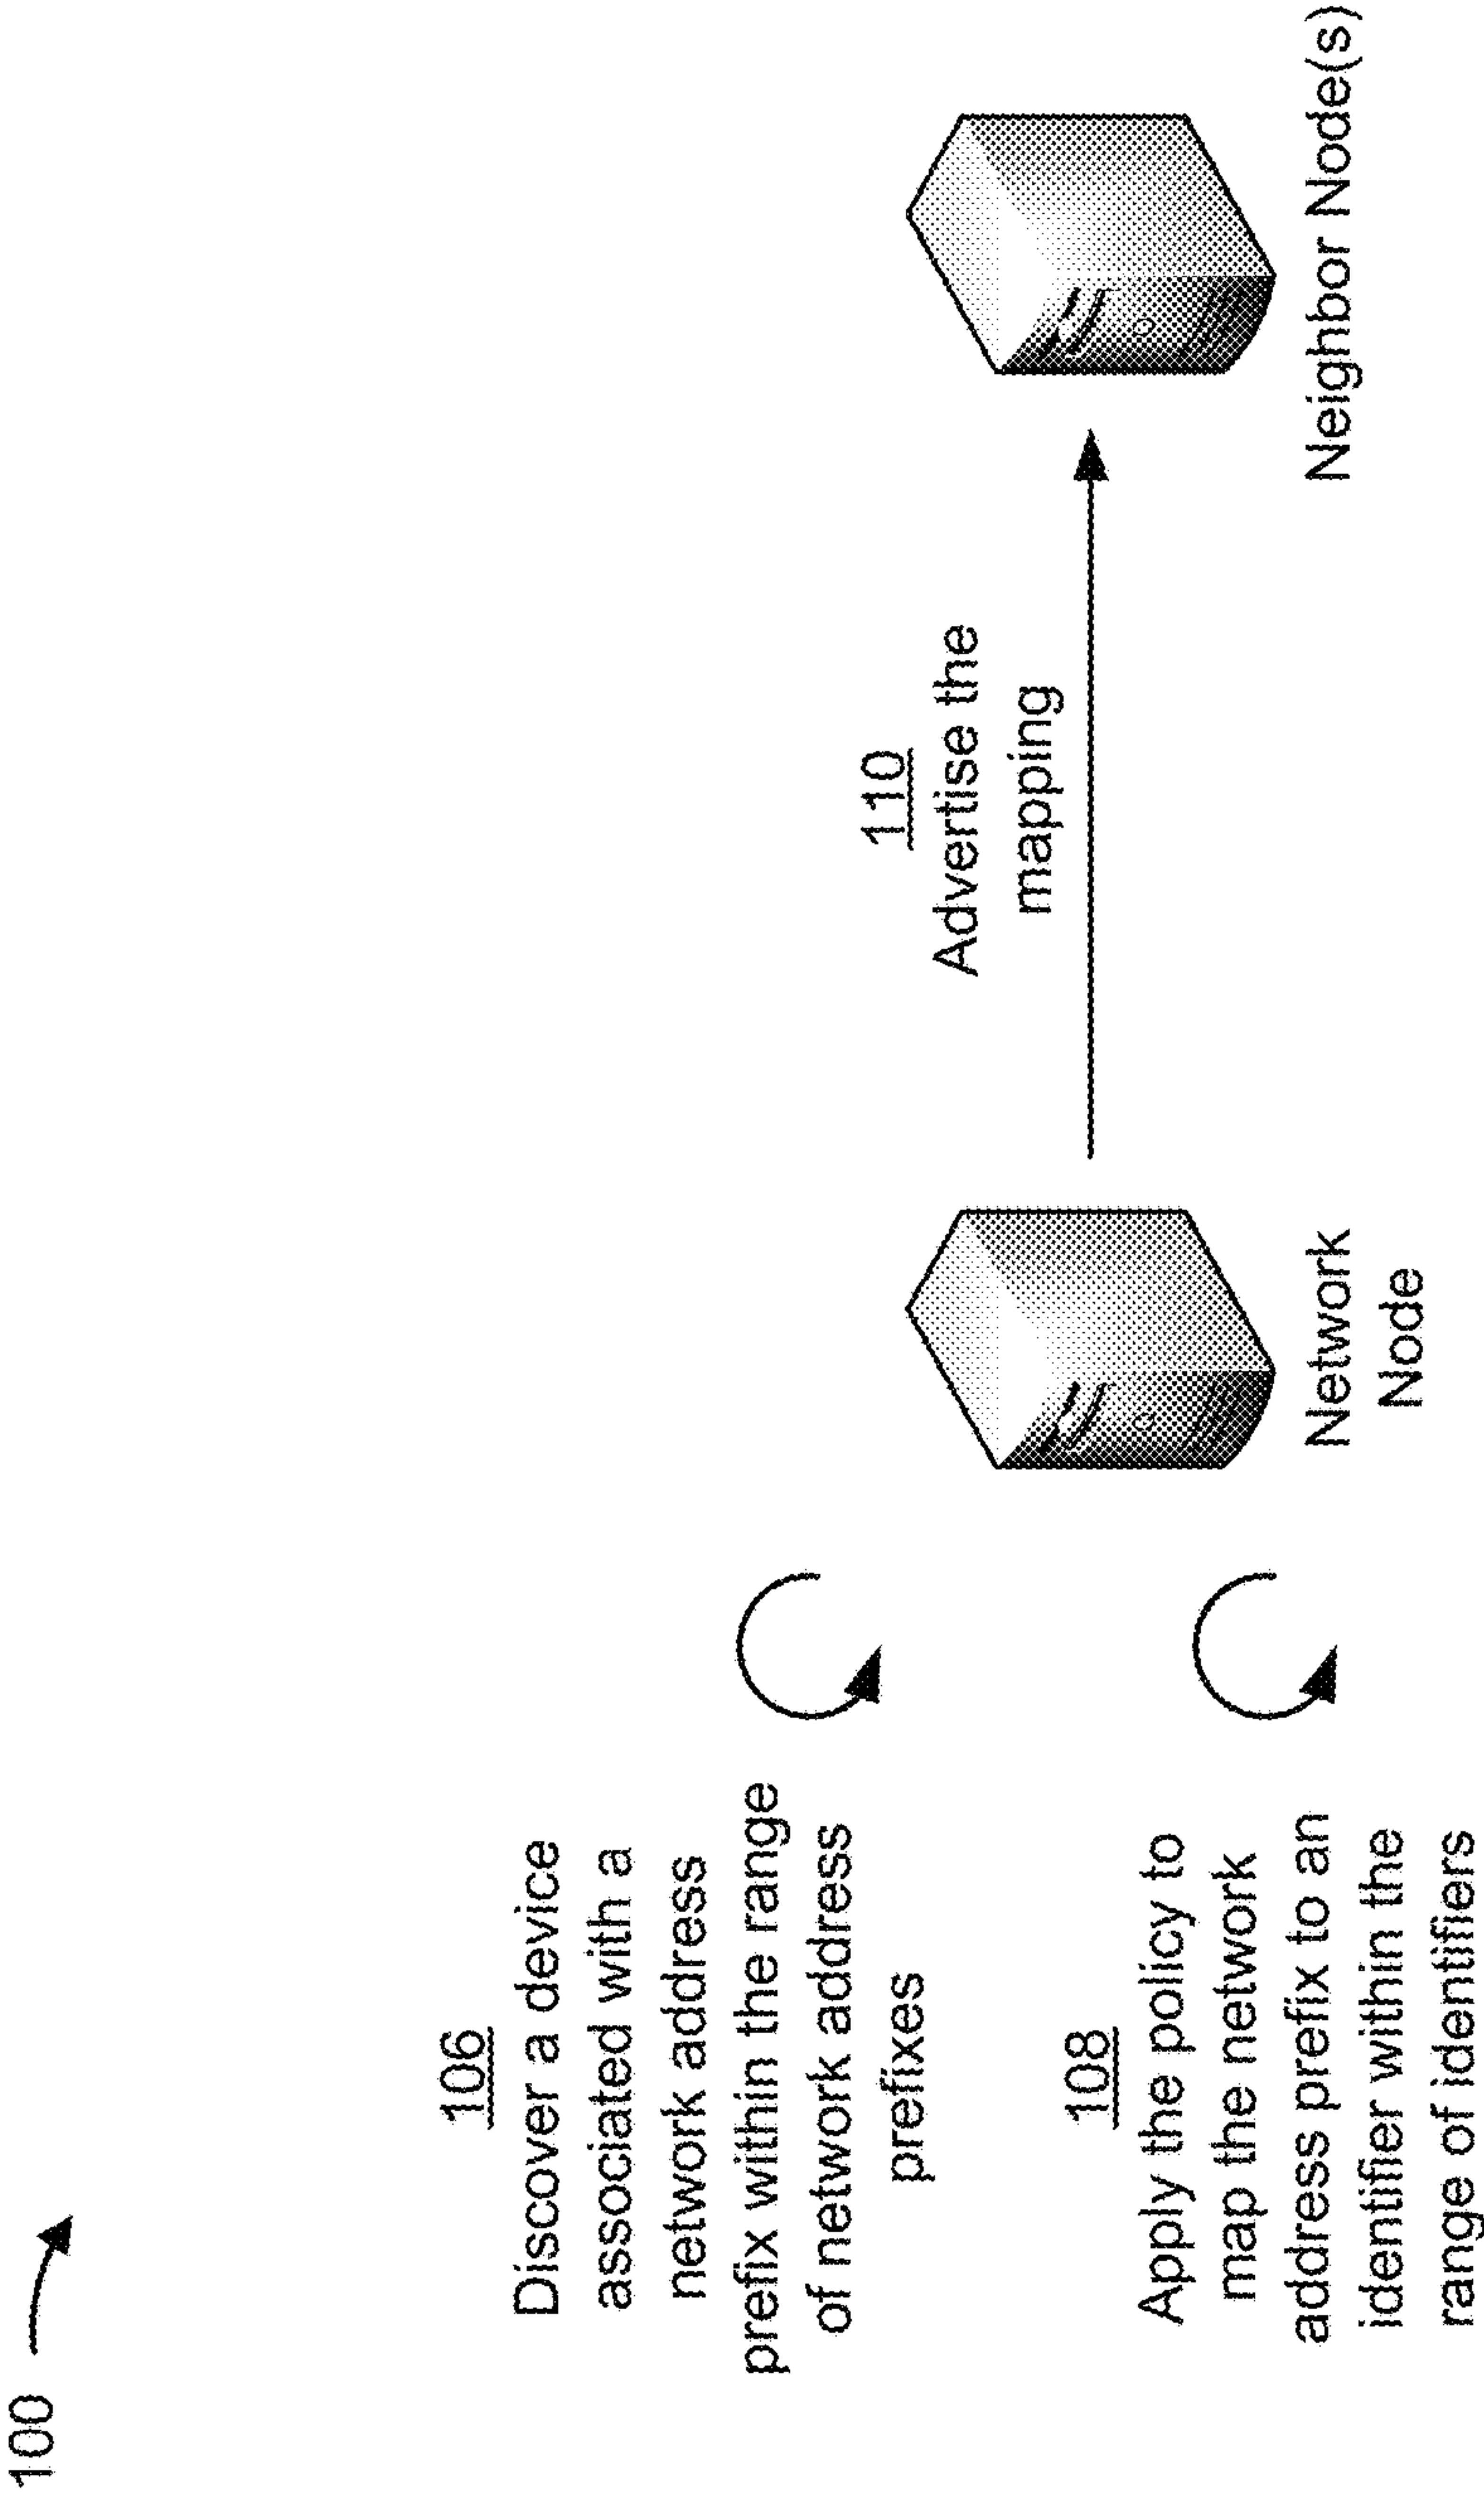 100
106
Discover a device
associated with a
network address
prefix within the range
of network address
prefixes
108
Apply the policy to
map the network
address prefix to an
identifier within the
range of identifiers
110
Advertise the
mapping
Network
Node
Neighbor Node(s)